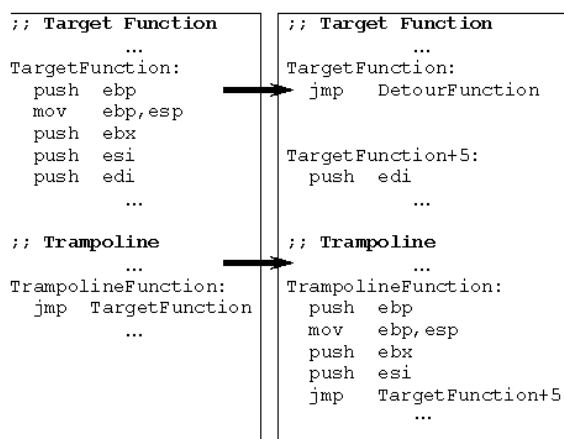 ;; Target Function
...
TargetFunction:
push ebp
mov ebp,esp
push ebx
push esi
push edi
...
;; Trampoline
...
TrampolineFunction:
jmp TargetFunction
...
;; Target Function
...
TargetFunction:
jmp DetourFunction
TargetFunction+5:
push edi
...
;; Trampoline
...
TrampolineFunction:
push ebp
mov ebp,esp
push ebx
push esi
jmp TargetFunction+5
...